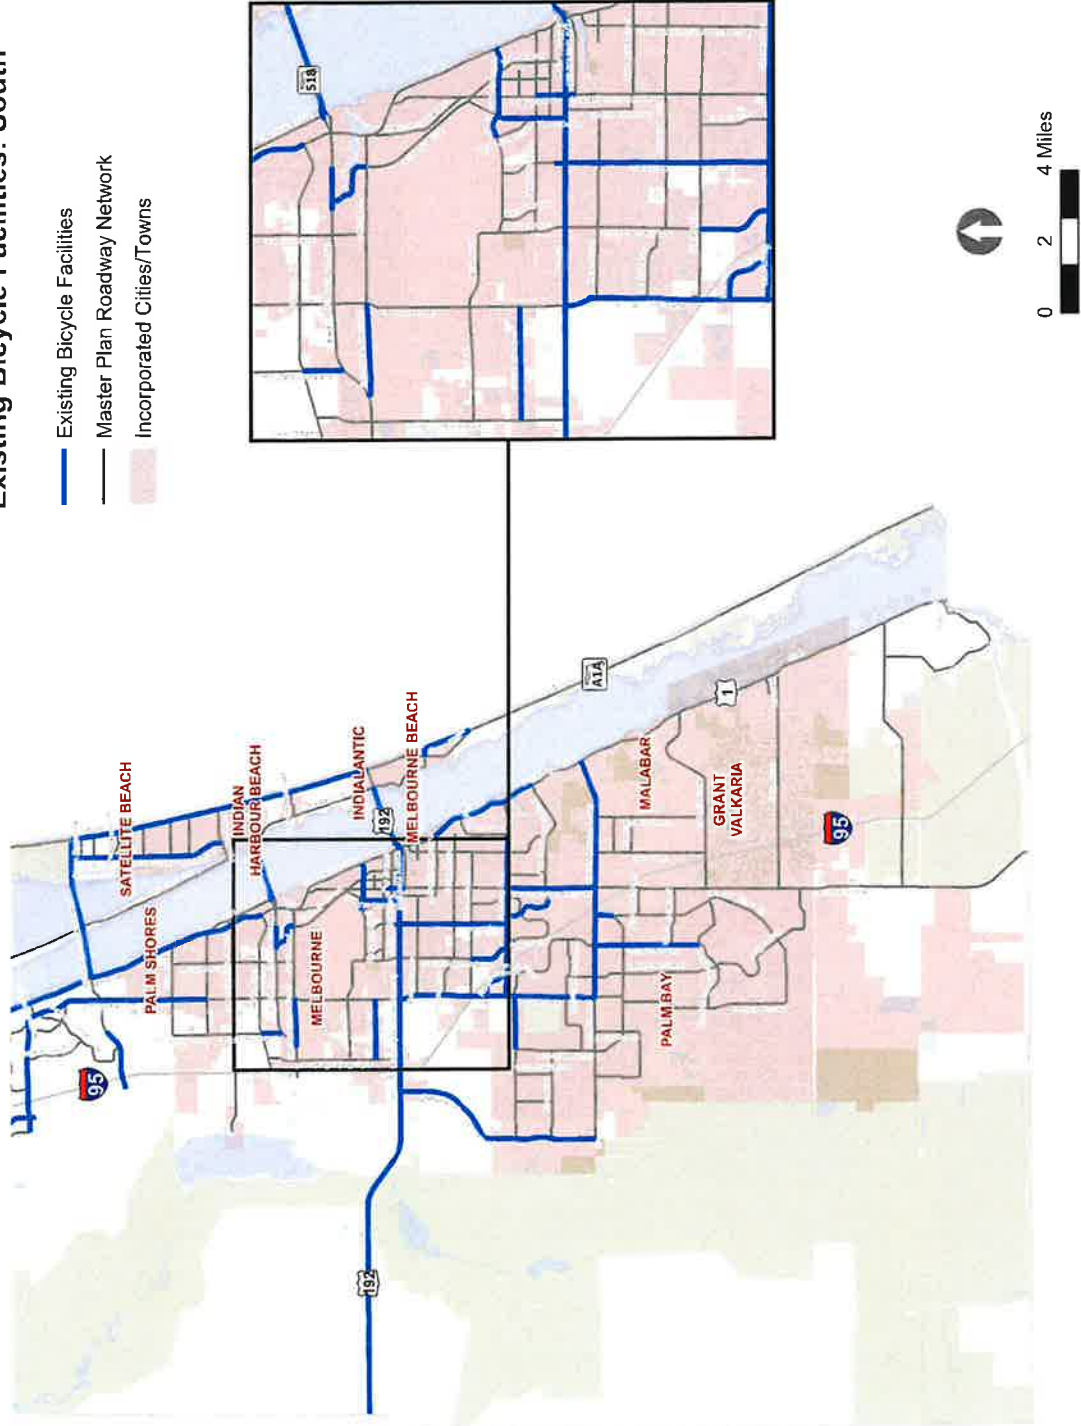 Existing Bicycle Facilities: South
Existing Bicycle Facilities
Master Plan Roadway Network
Incorporated Cities/Towns
518
SATELLITE BEACH
PALM SHORES
95
INDIAN
HARBOUR BEACH
MELBOURNE
INDIALANTIC
192
MELBOURNE BEACH
192
A1A
MALABAR
1
GRANT
VALKARIA
PALM BAY
95
0 2 4 Miles